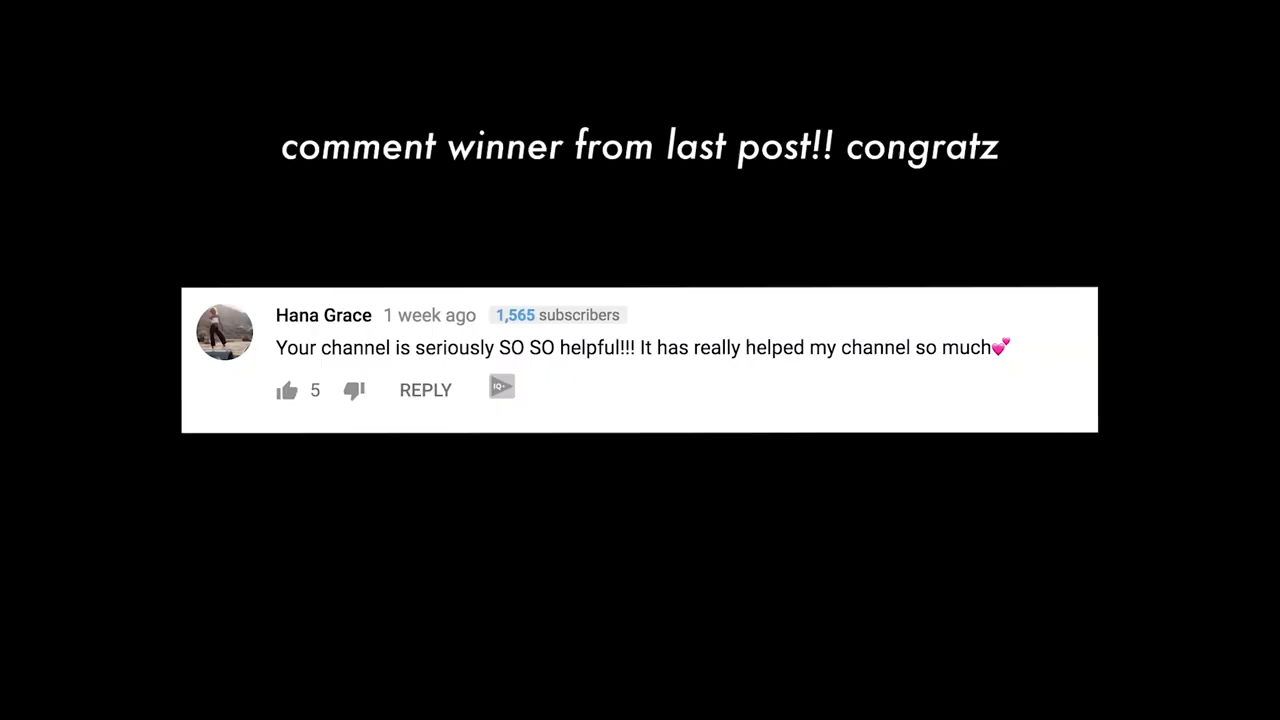 comment winner from last post!! congratz
Hana Grace 1 week ago 1,565 subscribers
Your channel is seriously SO SO helpful!!! It has really helped my channel so much💕
5 REPLY IQ+